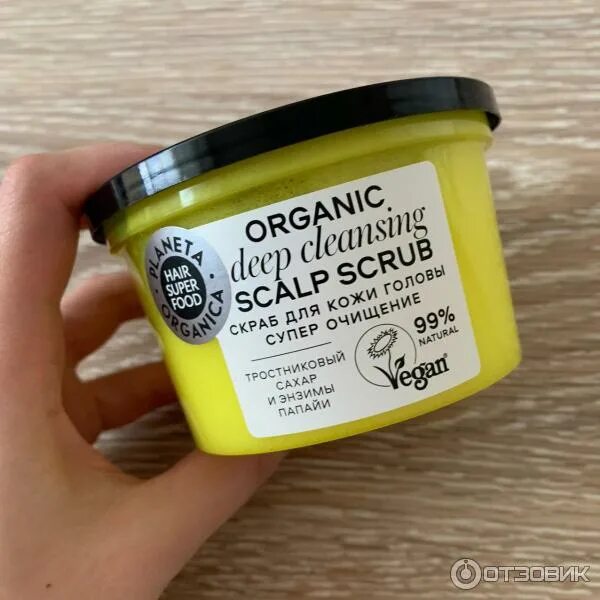 PLANETA
HAIR
SUPER
FOOD
ORGANICA
ORGANIC
deep cleansing
SCALP SCRUB
СКРАБ ДЛЯ КОЖИ ГОЛОВЫ
СУПЕР ОЧИЩЕНИЕ
ТРОСТНИКОВЫЙ
САХАР
И ЭНЗИМЫ
ПАПАЙИ
99%
NATURAL
Vegan
ОТЗОВИК